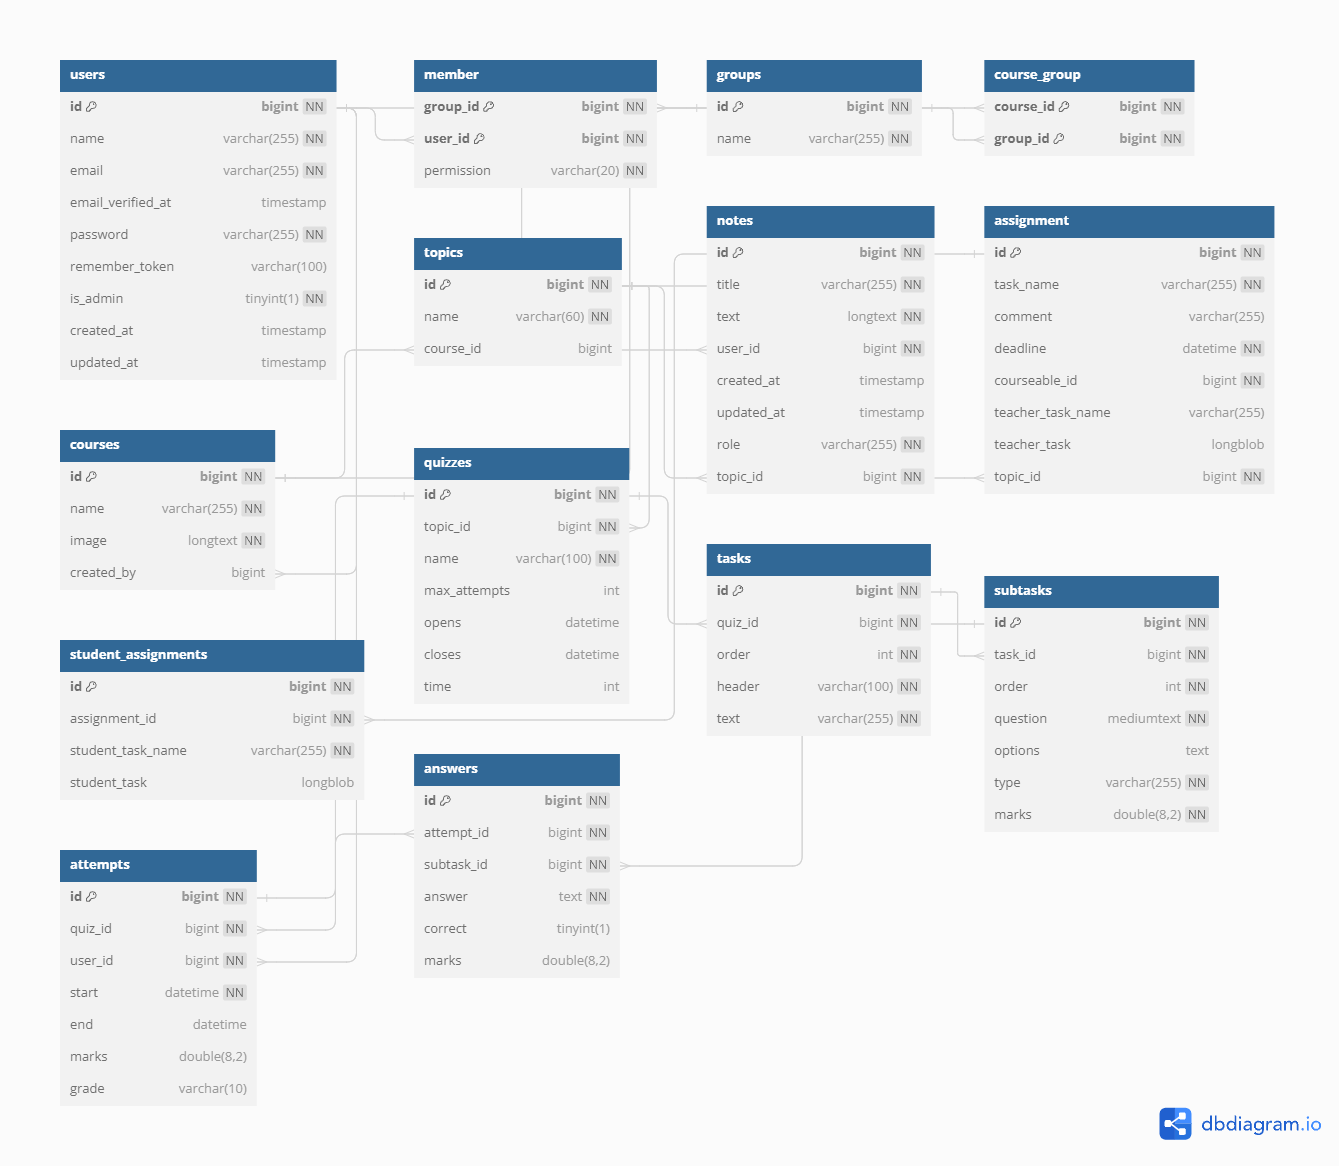 users
id bigint NN
name varchar(255) NN
email varchar(255) NN
email_verified_at timestamp
password varchar(255) NN
remember_token varchar(100)
is_admin tinyint(1) NN
created_at timestamp
updated_at timestamp
member
group_id bigint NN
user_id bigint NN
permission varchar(20) NN
groups
id bigint NN
name varchar(255) NN
course_group
course_id bigint NN
group_id bigint NN
topics
id bigint NN
name varchar(60) NN
course_id bigint
notes
id bigint NN
title varchar(255) NN
text longtext NN
user_id bigint NN
created_at timestamp
updated_at timestamp
role varchar(255) NN
topic_id bigint NN
assignment
id bigint NN
task_name varchar(255) NN
comment varchar(255)
deadline datetime NN
courseable_id bigint NN
teacher_task_name varchar(255)
teacher_task longblob
topic_id bigint NN
courses
id bigint NN
name varchar(255) NN
image longtext NN
created_by bigint
quizzes
id bigint NN
topic_id bigint NN
name varchar(100) NN
max_attempts int
opens datetime
closes datetime
time int
tasks
id bigint NN
quiz_id bigint NN
order int NN
header varchar(100) NN
text varchar(255) NN
subtasks
id bigint NN
task_id bigint NN
order int NN
question mediumtext NN
options text
type varchar(255) NN
marks double(8,2) NN
student_assignments
id bigint NN
assignment_id bigint NN
student_task_name varchar(255) NN
student_task longblob
answers
id bigint NN
attempt_id bigint NN
subtask_id bigint NN
answer text NN
correct tinyint(1)
marks double(8,2)
attempts
id bigint NN
quiz_id bigint NN
user_id bigint NN
start datetime NN
end datetime
marks double(8,2)
grade varchar(10)
dbdiagram.io